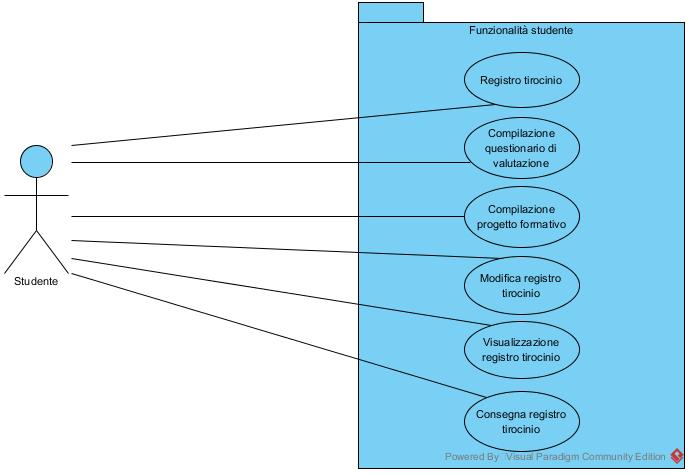 Funzionalità studente
Registro tirocinio
Compilazione
questionario di
valutazione
Compilazione
progetto formativo
Modifica registro
tirocinio
Studente
Visualizzazione
registro tirocinio
Consegna registro
tirocinio
Powered By Visual Paradigm Community Edition